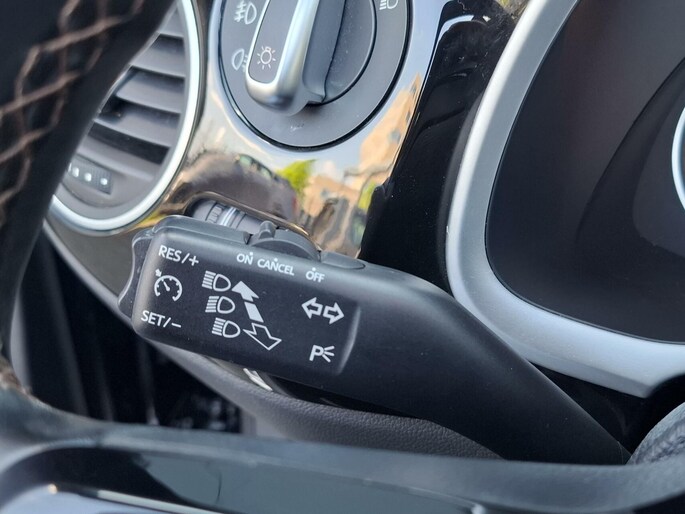 ON CANCEL OFF
RES/+
SET/-
P